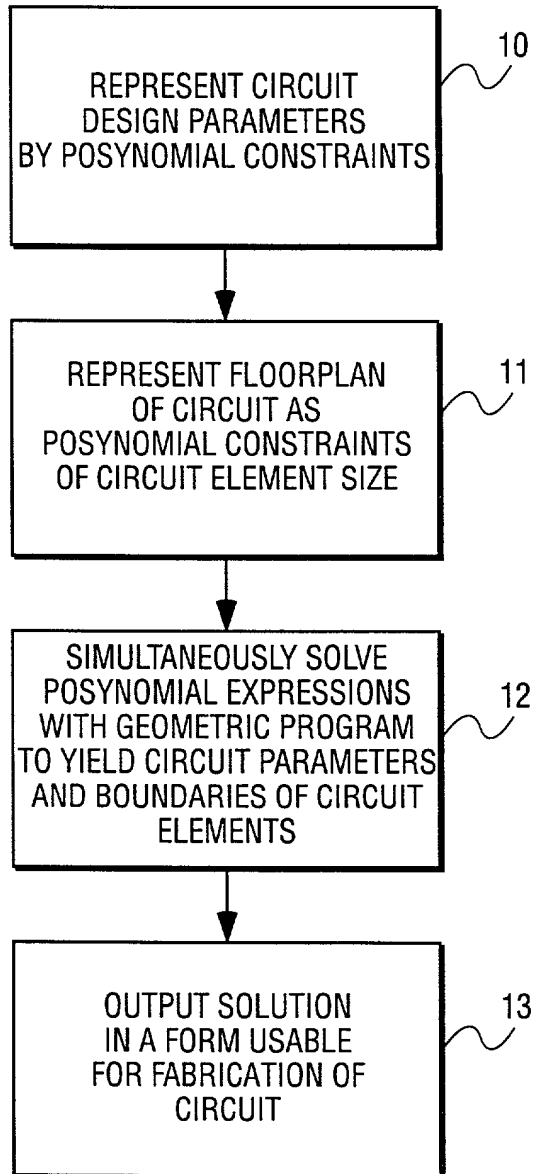 REPRESENT CIRCUIT
DESIGN PARAMETERS
BY POSYNOMIAL CONSTRAINTS
10
REPRESENT FLOORPLAN
OF CIRCUIT AS
POSYNOMIAL CONSTRAINTS
OF CIRCUIT ELEMENT SIZE
11
SIMULTANEOUSLY SOLVE
POSYNOMIAL EXPRESSIONS
WITH GEOMETRIC PROGRAM
TO YIELD CIRCUIT PARAMETERS
AND BOUNDARIES OF CIRCUIT
ELEMENTS
12
OUTPUT SOLUTION
IN A FORM USABLE
FOR FABRICATION OF
CIRCUIT
13